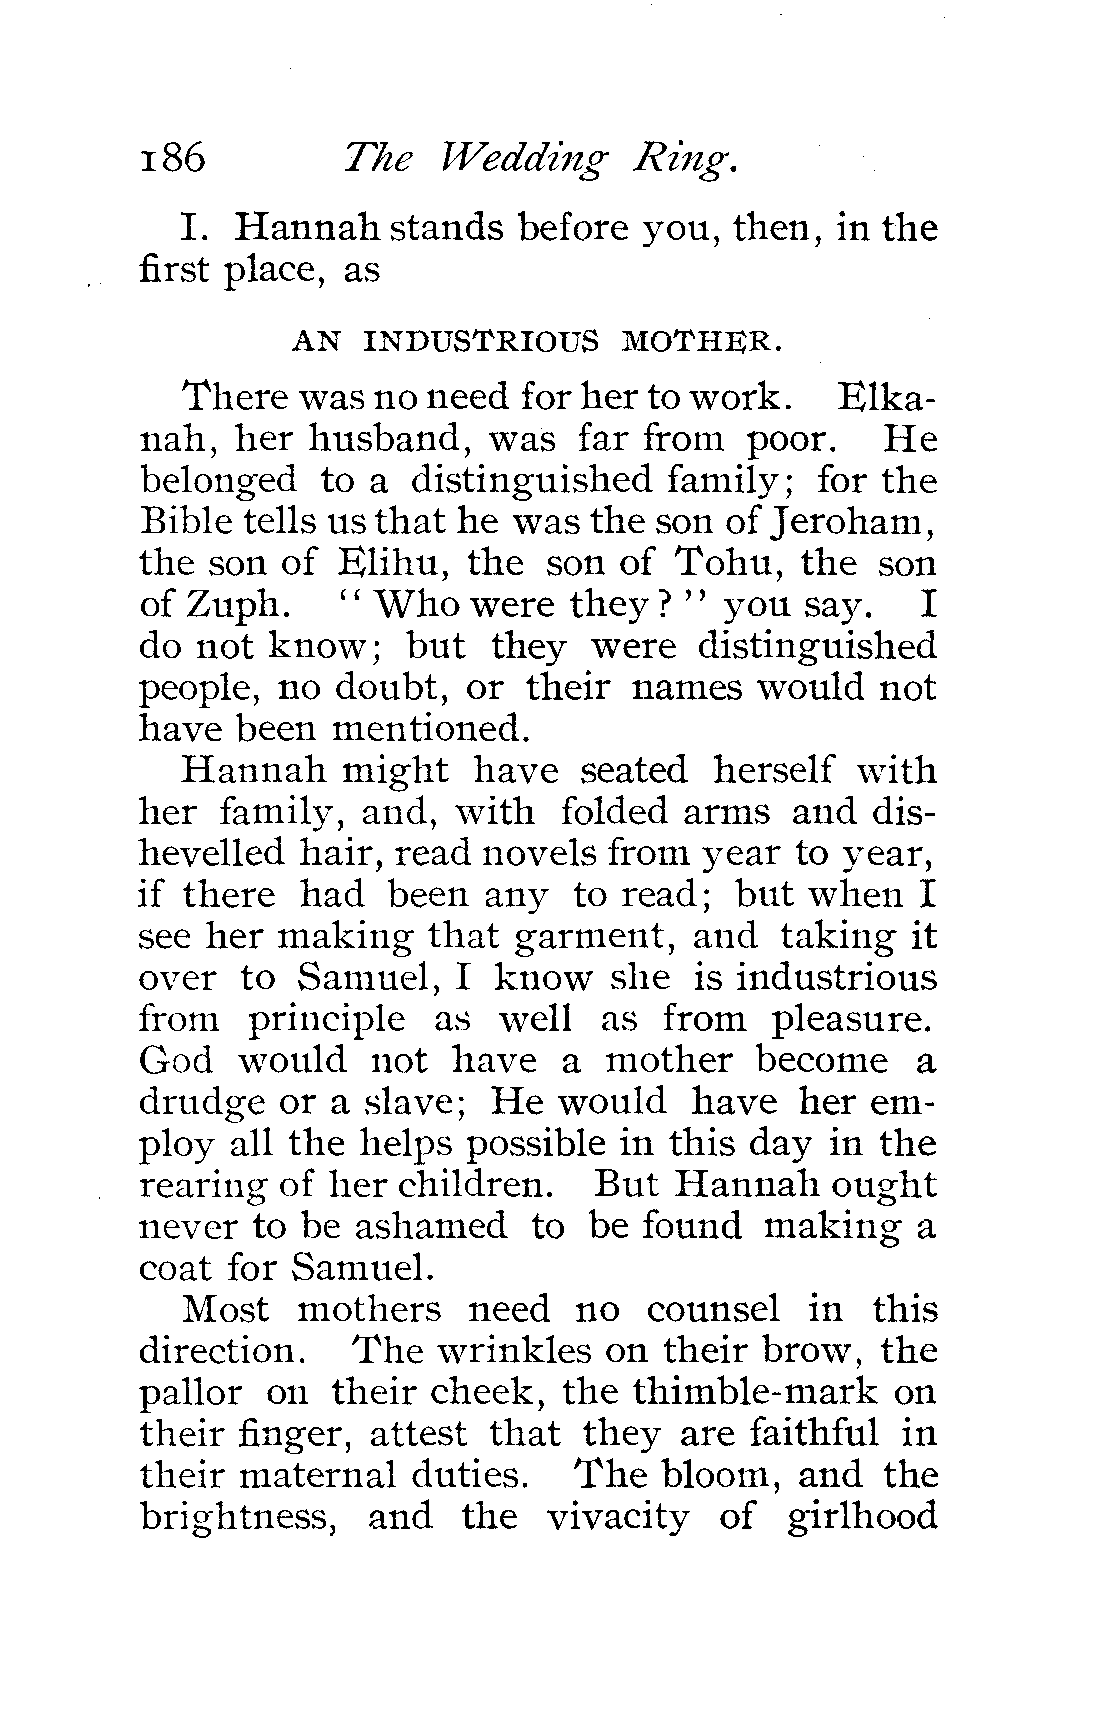 186 The Wedding Ring.
I. Hannah stands before you, then, in the
first place, as
AN INDUSTRIOUS MOTHER.
There was no need for her to work. Elka-
nah, her husband, was far from poor. He
belonged to a distinguished family; for the
Bible tells us that he was the son of Jeroham,
the son of Elihu, the son of Tohu, the son
of Zuph. "Who were they?" you say. I
do not know; but they were distinguished
people, no doubt, or their names would not
have been mentioned.
Hannah might have seated herself with
her family, and, with folded arms and dis-
hevelled hair, read novels from year to year,
if there had been any to read; but when I
see her making that garment, and taking it
over to Samuel, I know she is industrious
from principle as well as from pleasure.
God would not have a mother become a
drudge or a slave; He would have her em-
ploy all the helps possible in this day in the
rearing of her children. But Hannah ought
never to be ashamed to be found making a
coat for Samuel.
Most mothers need no counsel in this
direction. The wrinkles on their brow, the
pallor on their cheek, the thimble-mark on
their finger, attest that they are faithful in
their maternal duties. The bloom, and the
brightness, and the vivacity of girlhood